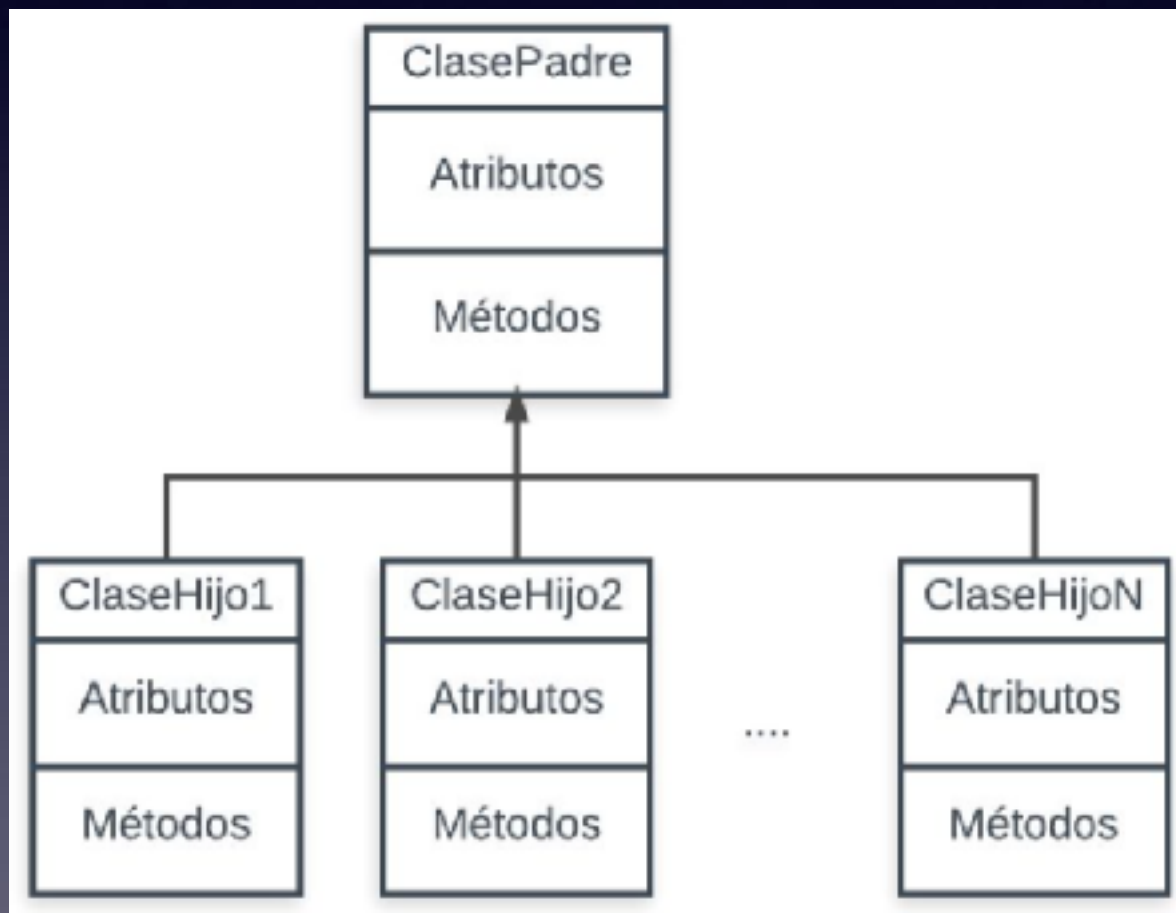 ClasePadre
Atributos
Métodos
ClaseHijo1
Atributos
Métodos
ClaseHijo2
Atributos
Métodos
....
ClaseHijoN
Atributos
Métodos